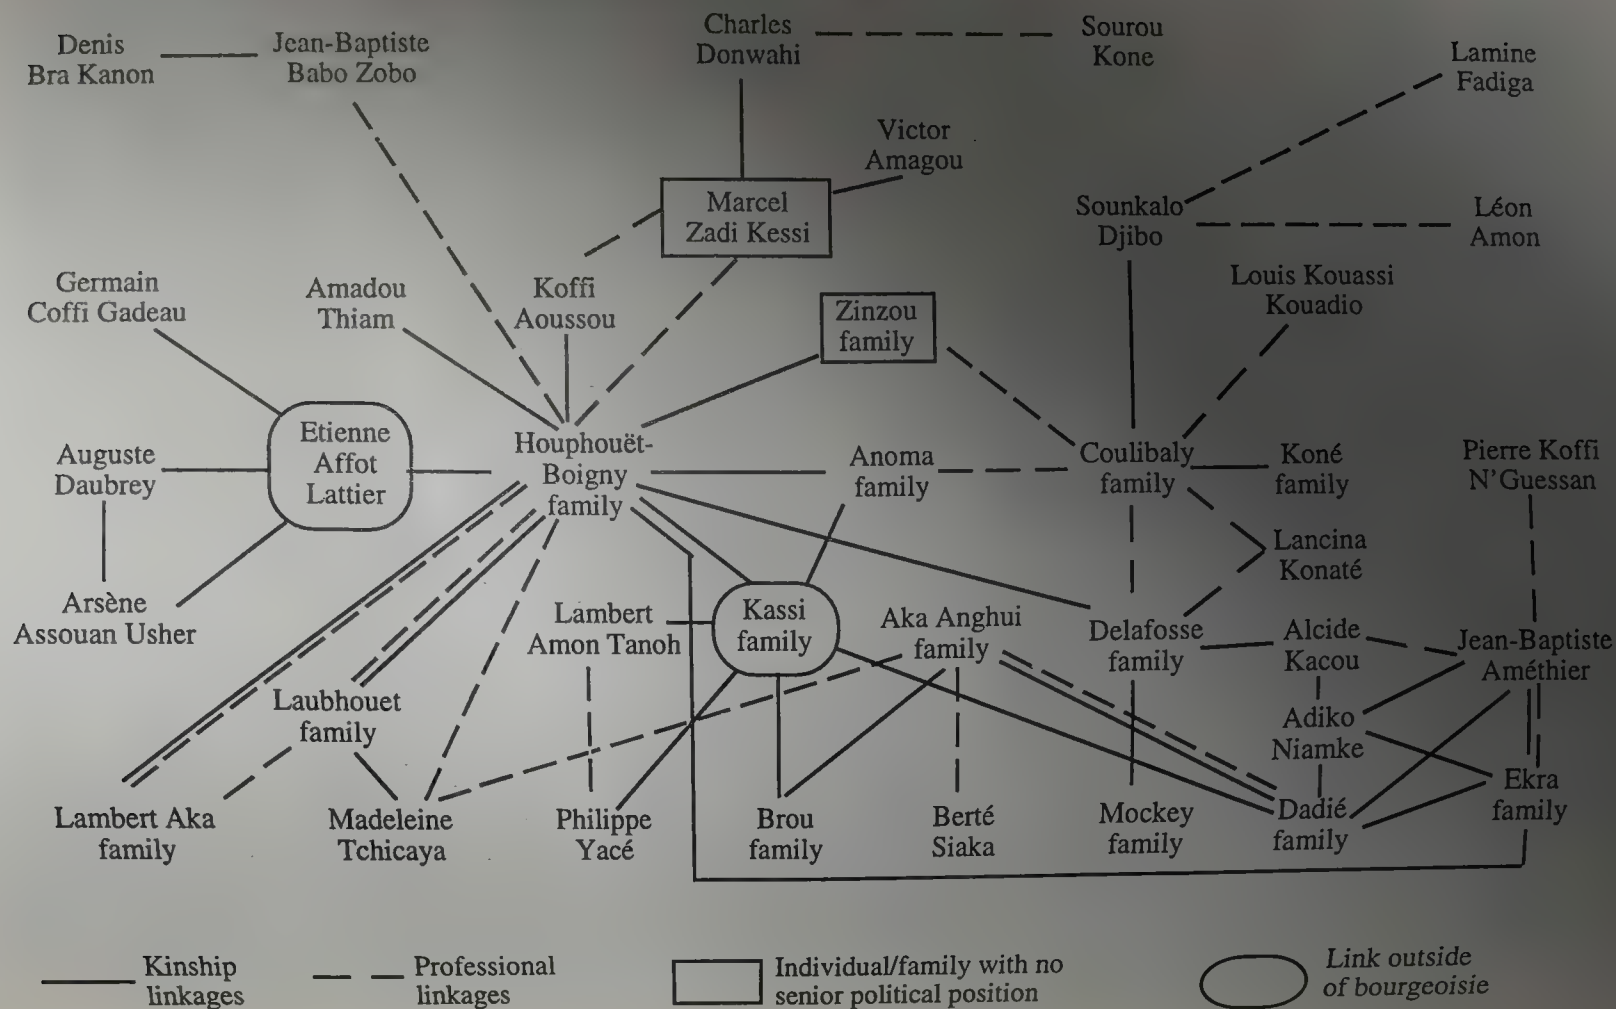 Denis
Bra Kanon
Jean-Baptiste
Babo Zobo
Charles
Donwahi
Sourou
Kone
Lamine
Fadiga
Victor
Amagou
Marcel
Zadi Kessi
Sounkalo
Djibo
Léon
Amon
Germain
Coffi Gadeau
Amadou
Thiam
Koffi
Aoussou
Zinzou
family
Louis Kouassi
Kouadio
Auguste
Daubrey
Etienne
Affot
Lattier
Houphouët-
Boigny
family
Anoma
family
Coulibaly
family
Koné
family
Pierre Koffi
N'Guessan
Lancina
Konaté
Arsène
Assouan Usher
Lambert
Amon Tanoh
Kassi
family
Aka Anghui
family
Delafosse
family
Alcide
Kacou
Jean-Baptiste
Améthier
Laubhouet
family
Adiko
Niamke
Lambert Aka
family
Madeleine
Tchicaya
Philippe
Yacé
Brou
family
Berté
Siaka
Mockey
family
Dadié
family
Ekra
family
Kinship
linkages
Professional
linkages
Individual/family with no
senior political position
Link outside
of bourgeoisie